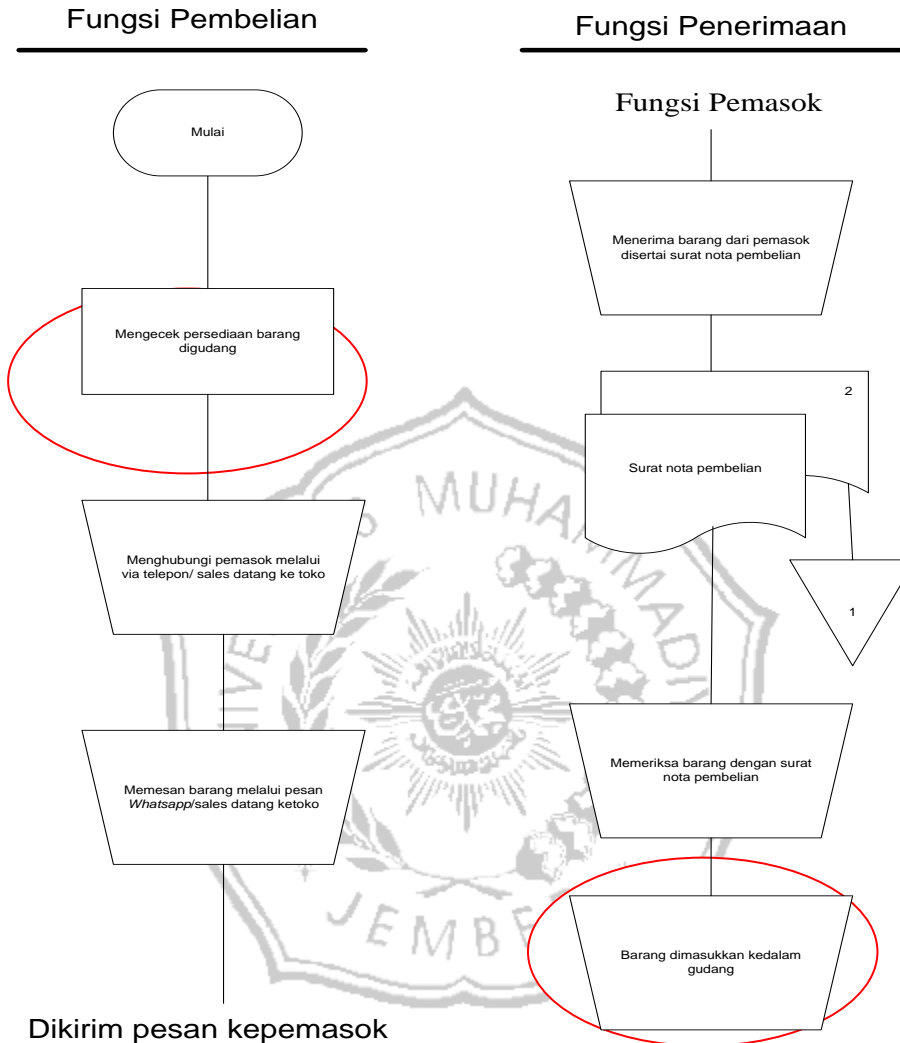 Fungsi Pembelian
Mulai
Mengecek persediaan barang
digudang
Menghubungi pemasok melalui
via telepon/ sales datang ke toko
Memesan barang melalui pesan
Whatsapp/sales datang ketoko
Dikirim pesan kepemasok
Fungsi Penerimaan
Fungsi Pemasok
Menerima barang dari pemasok
disertai surat nota pembelian
2
Surat nota pembelian
1
Memeriksa barang dengan surat
nota pembelian
Barang dimasukkan kedalam
gudang